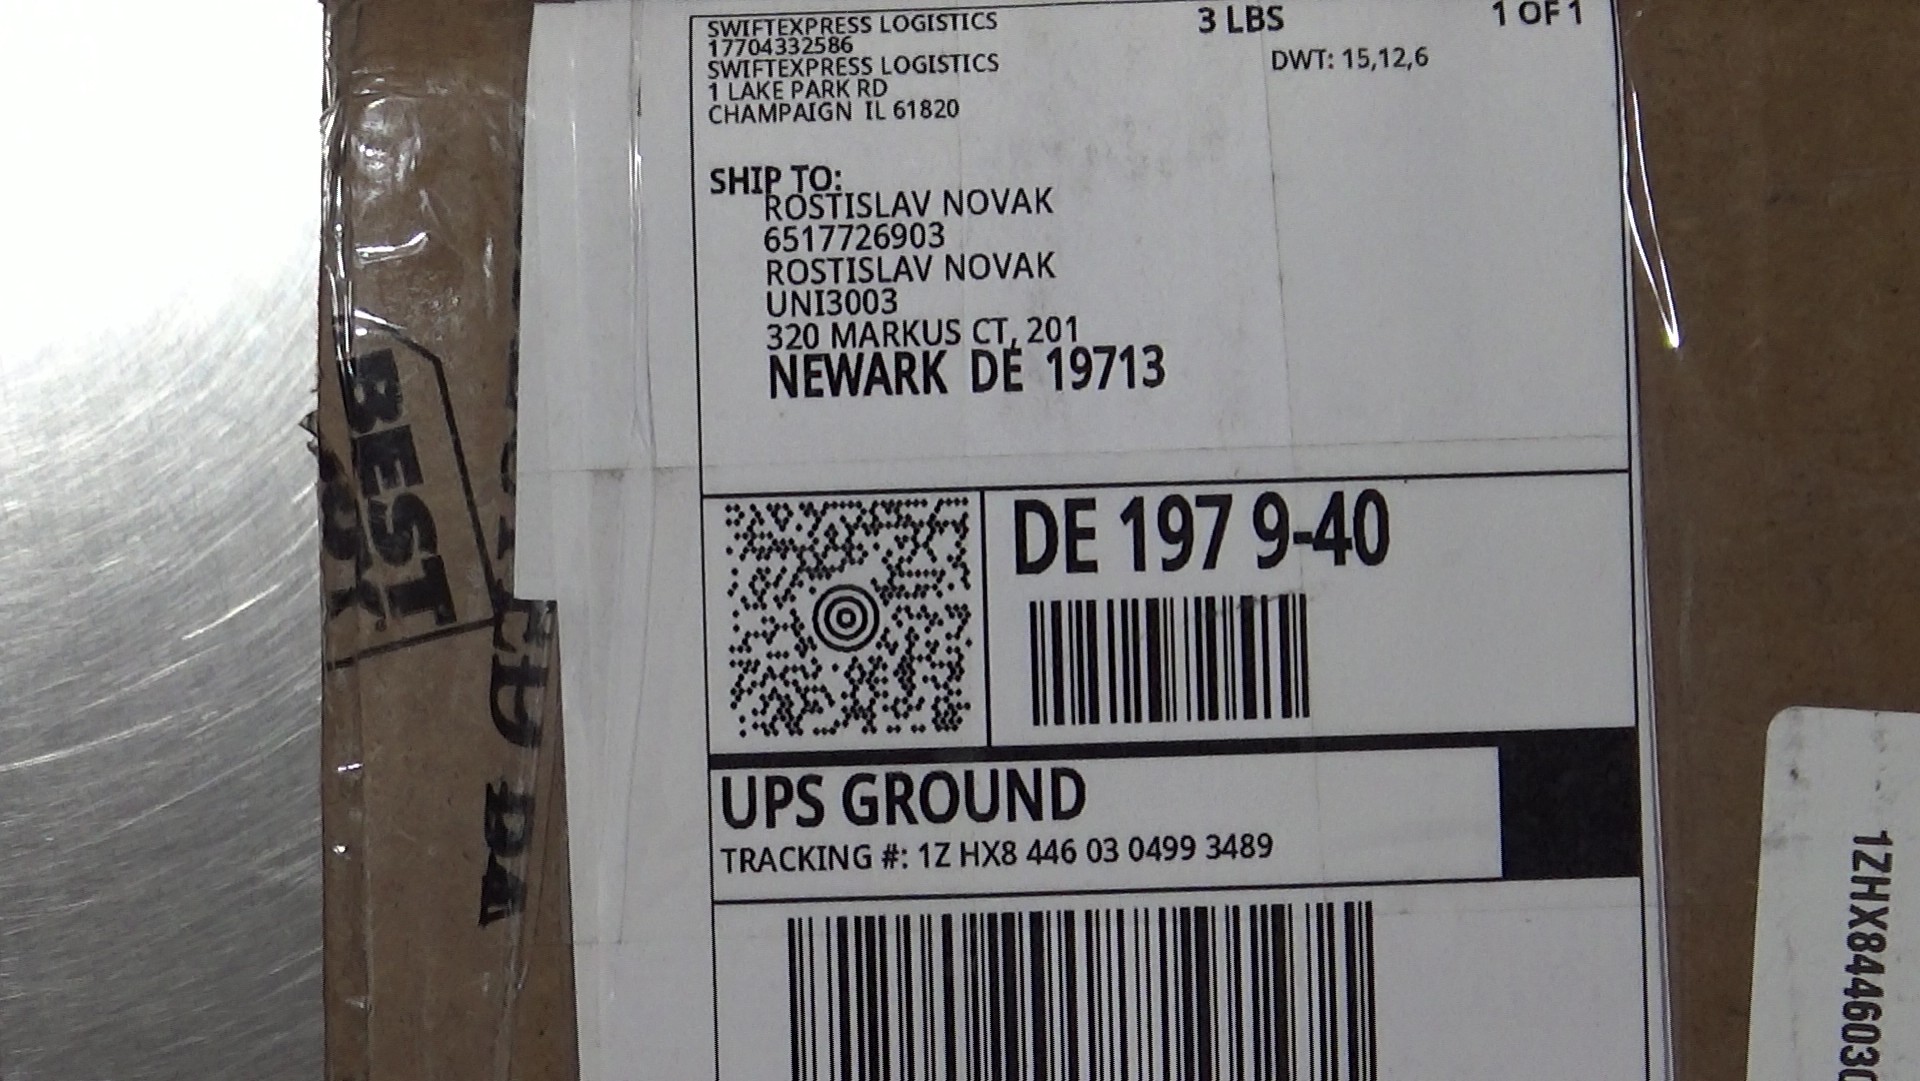 SWIFTEXPRESS LOGISTICS
17704332586
SWIFTEXPRESS LOGISTICS
1 LAKE PARK RD
CHAMPAIGN IL 61820
3 LBS
1 OF 1
DWT: 15,12,6
SHIP TO:
ROSTISLAV NOVAK
6517726903
ROSTISLAV NOVAK
UNI3003
320 MARKUS CT, 201
NEWARK DE 19713
DE 197 9-40
UPS GROUND
TRACKING #: 1Z HX8 446 03 0499 3489
BEST
1ZHX844603